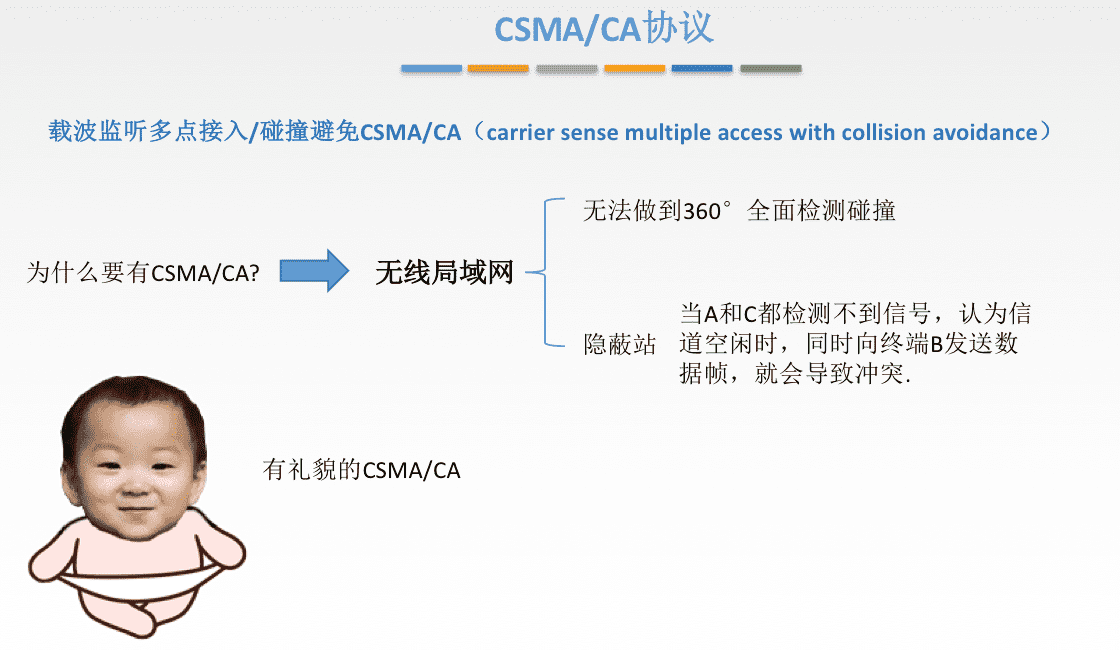 CSMA/CA协议
载波监听多点接入/碰撞避免CSMA/CA（carrier sense multiple access with collision avoidance）
无法做到360°全面检测碰撞
为什么要有CSMA/CA?
无线局域网
隐蔽站
当A和C都检测不到信号，认为信
道空闲时，同时向终端B发送数
据帧，就会导致冲突.
有礼貌的CSMA/CA